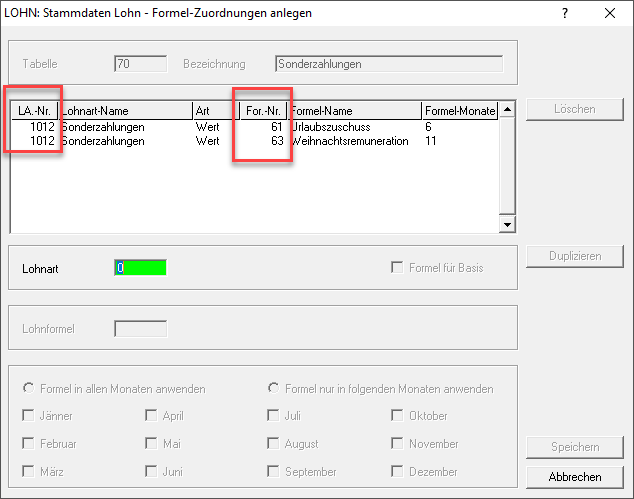 LOHN: Stammdaten Lohn - Formel-Zuordnungen anlegen ? ×
Tabelle 70 Bezeichnung Sonderzahlungen
LA.-Nr. Lohnart-Name Art For.-Nr. Formel-Name Formel-Monate
1012 Sonderzahlungen Wert 61 Urlaubszuschuss 6
1012 Sonderzahlungen Wert 63 Weihnachtsremuneration 11
Löschen
Lohnart 0 Formel für Basis
Duplizieren
Lohnformel
Formel in allen Monaten anwenden Formel nur in folgenden Monaten anwenden
Jänner April Juli Oktober
Februar Mai August November
März Juni September Dezember
Speichern
Abbrechen